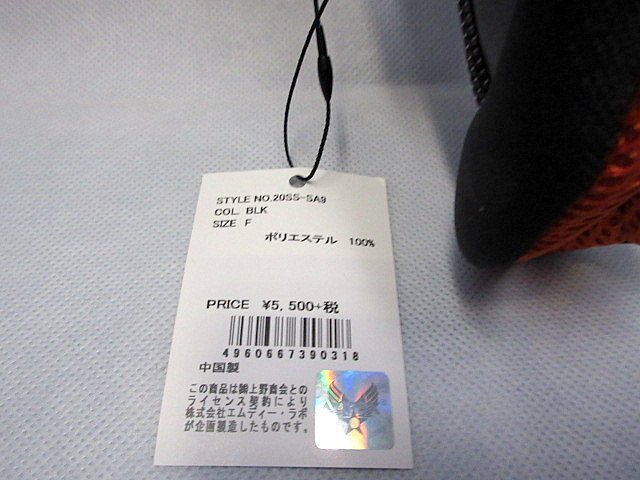 STYLE NO.20SS-SA9
COL. BLK
SIZE F
ポリエステル 100%
PRICE ¥5,500+税
4960667390318
中国製
この商品は㈱上野商会との
ライセンス契約により
株式会社エムディー・ラボ
が企画製造したものです。